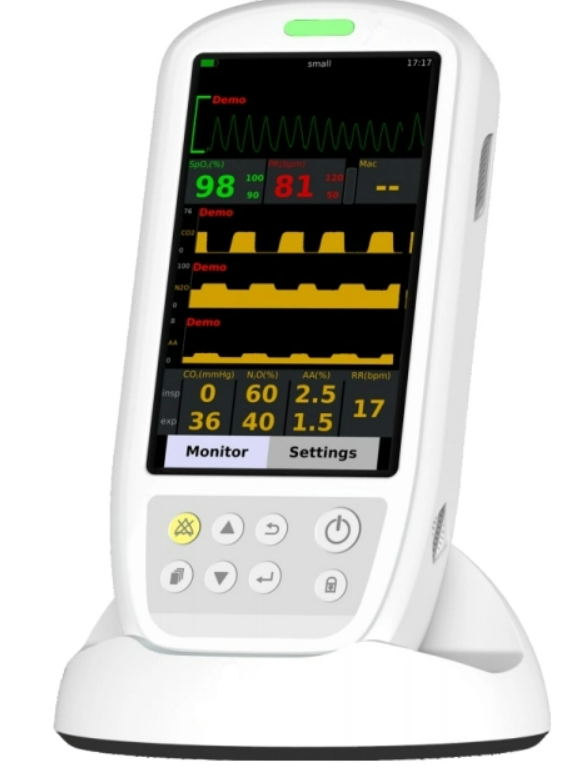 small 17:17
Demo
SpO₂(%) PR(bpm) Mac
98 100 90 81 120 50 --
76 Demo
CO2
0
100 Demo
N2O
0
8 Demo
AA
0
CO₂(mmHg) N₂O(%) AA(%) RR(bpm)
insp 0 60 2.5 17
exp 36 40 1.5
Monitor Settings